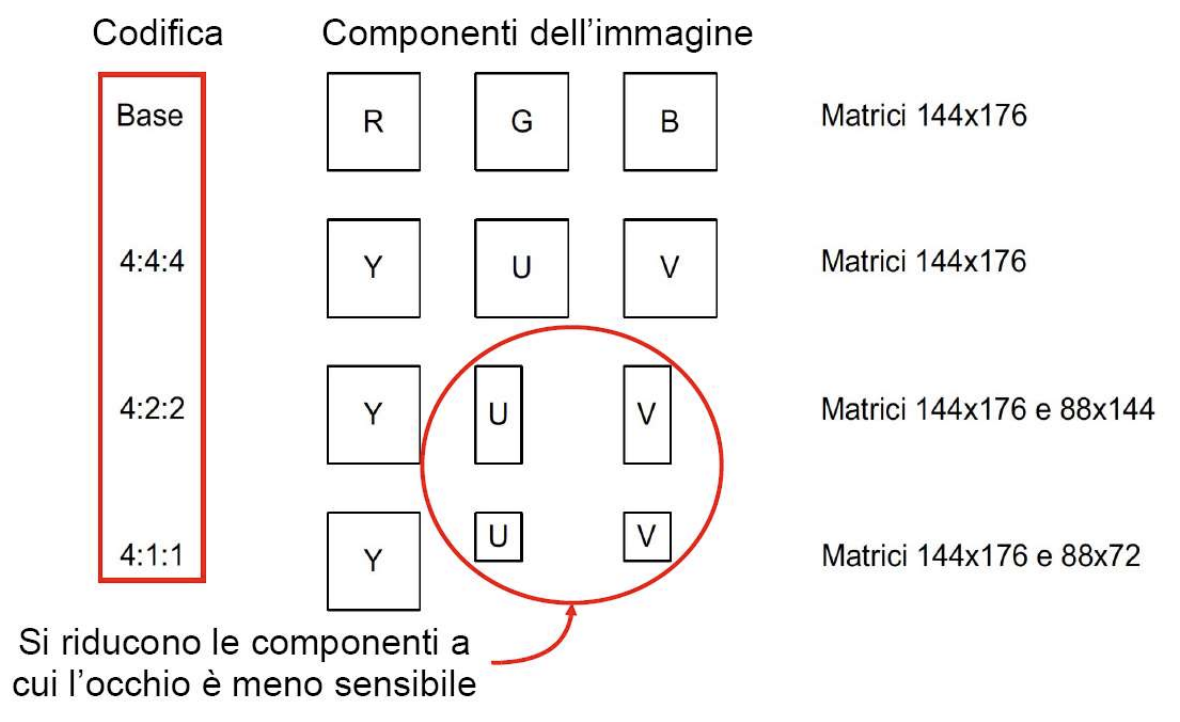 Codifica Componenti dell'immagine
Base R G B Matrici 144x176
4:4:4 Y U V Matrici 144x176
4:2:2 Y U V Matrici 144x176 e 88x144
4:1:1 Y U V Matrici 144x176 e 88x72
Si riducono le componenti a
cui l'occhio è meno sensibile